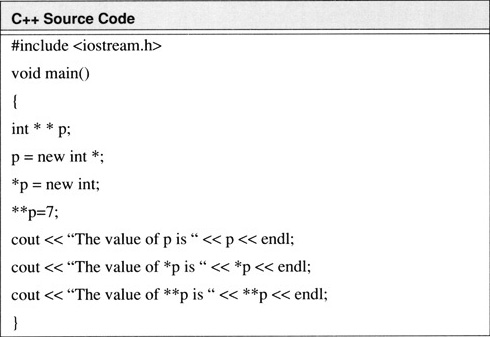 C++ Source Code
#include <iostream.h>
void main()
{
int * * p;
p = new int *;
*p = new int;
**p=7;
cout << “The value of p is “ << p << endl;
cout << “The value of *p is “ << *p << endl;
cout << “The value of **p is “ << **p << endl;
}